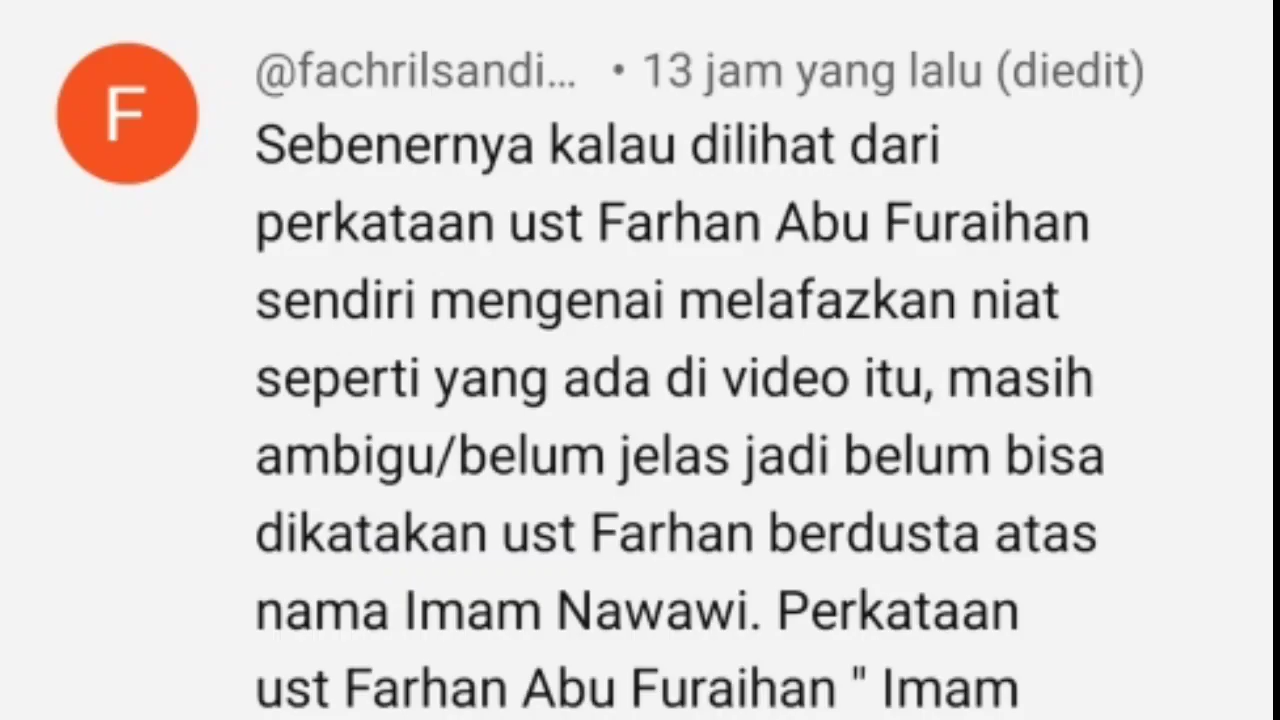 F
@fachrilsandi... • 13 jam yang lalu (diedit)
Sebenernya kalau dilihat dari
perkataan ust Farhan Abu Furaihan
sendiri mengenai melafazkan niat
seperti yang ada di video itu, masih
ambigu/belum jelas jadi belum bisa
dikatakan ust Farhan berdusta atas
nama Imam Nawawi. Perkataan
ust Farhan Abu Furaihan " Imam